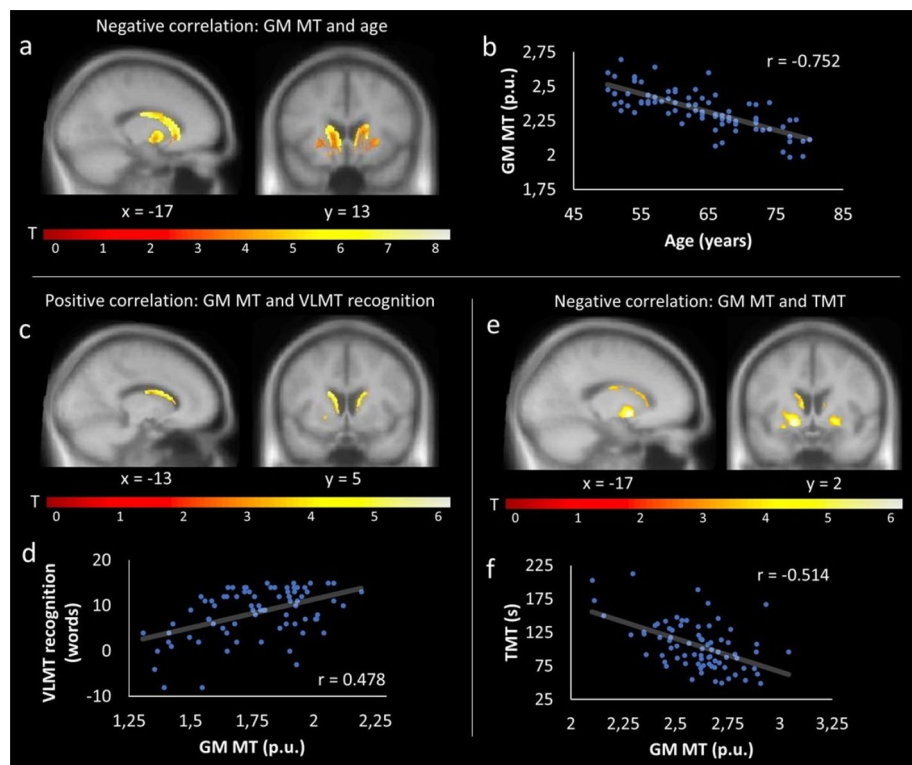 Negative correlation: GM MT and age
a
x = -17
y = 13
T
0 1 2 3 4 5 6 7 8
b
2,75
2,5
2,25
2
1,75
GM MT (p.u.)
r = -0.752
45 55 65 75 85
Age (years)
Positive correlation: GM MT and VLMT recognition
c
x = -13
y = 5
T
0 1 2 3 4 5 6
d
20
10
0
-10
VLMT recognition
(words)
r = 0.478
1,25 1,5 1,75 2 2,25
GM MT (p.u.)
Negative correlation: GM MT and TMT
e
x = -17
y = 2
T
0 1 2 3 4 5 6
f
225
175
125
75
25
TMT (s)
r = -0.514
2 2,25 2,5 2,75 3 3,25
GM MT (p.u.)